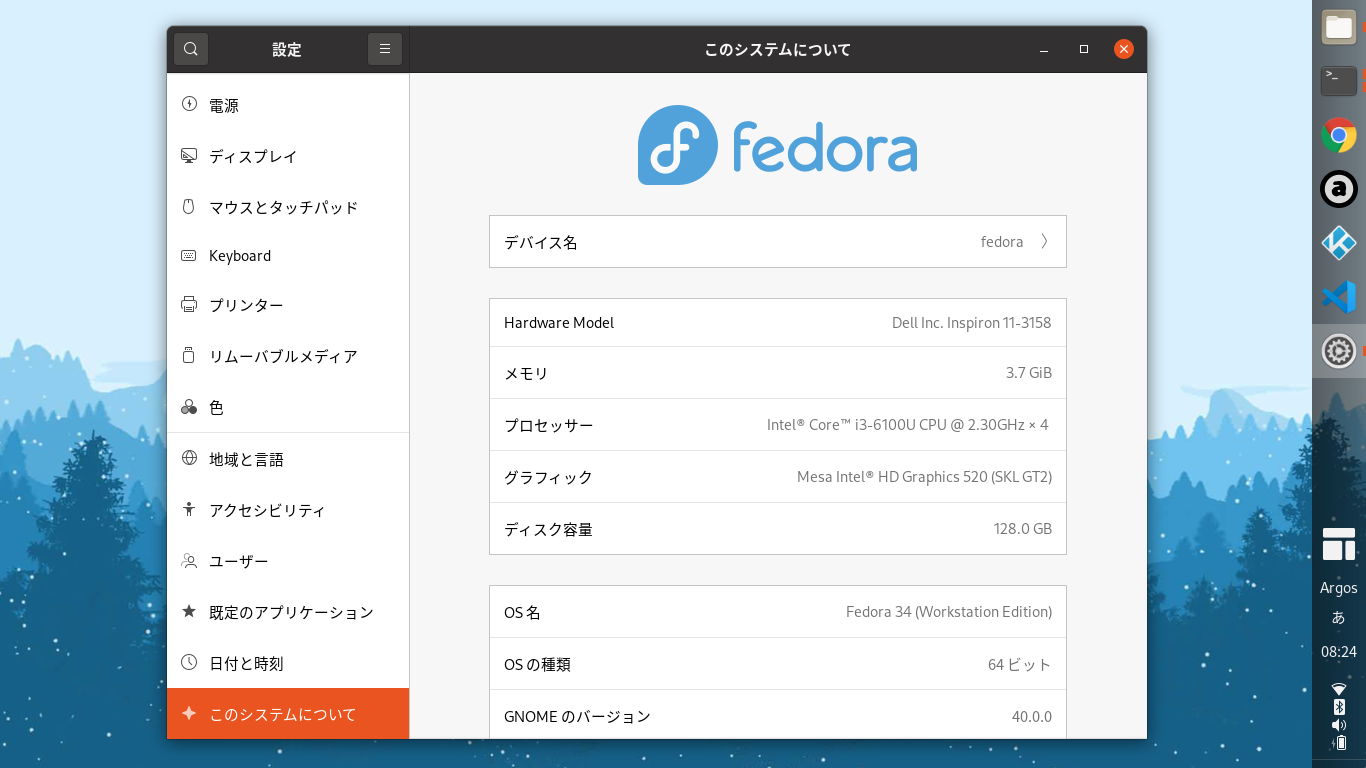 設定
このシステムについて
電源
ディスプレイ
マウスとタッチパッド
Keyboard
プリンター
リムーバブルメディア
色
地域と言語
アクセシビリティ
ユーザー
既定のアプリケーション
日付と時刻
このシステムについて
fedora
デバイス名 fedora
Hardware Model Dell Inc. Inspiron 11-3158
メモリ 3.7 GiB
プロセッサー Intel® Core™ i3-6100U CPU @ 2.30GHz × 4
グラフィック Mesa Intel® HD Graphics 520 (SKL GT2)
ディスク容量 128.0 GB
OS 名 Fedora 34 (Workstation Edition)
OS の種類 64 ビット
GNOME のバージョン 40.0.0
>_
a
Argos
あ
08:24